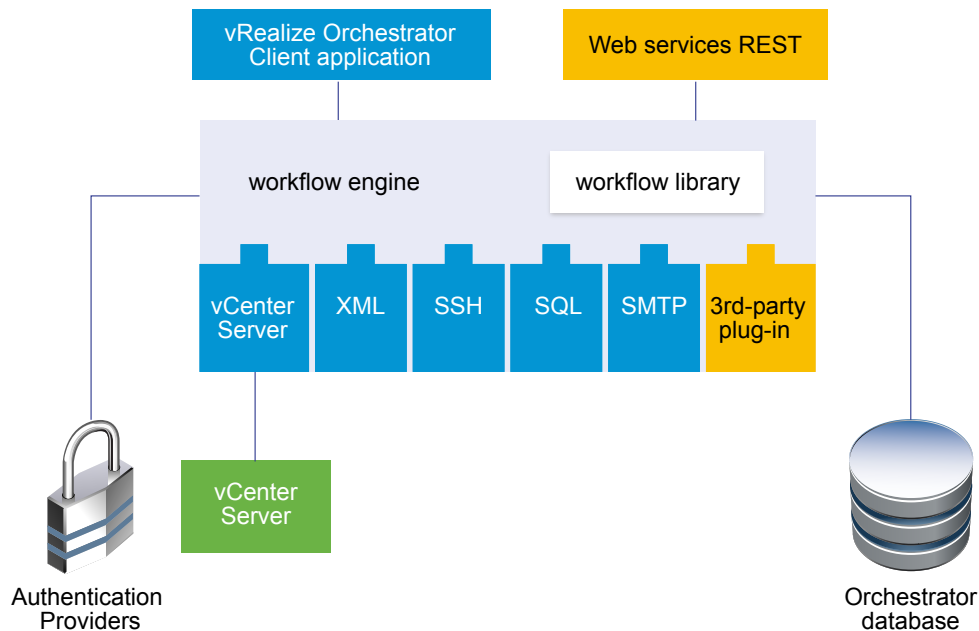 vRealize Orchestrator
Client application
Web services REST
workflow engine
workflow library
vCenter
Server
XML
SSH
SQL
SMTP
3rd-party
plug-in
vCenter
Server
Authentication
Providers
Orchestrator
database